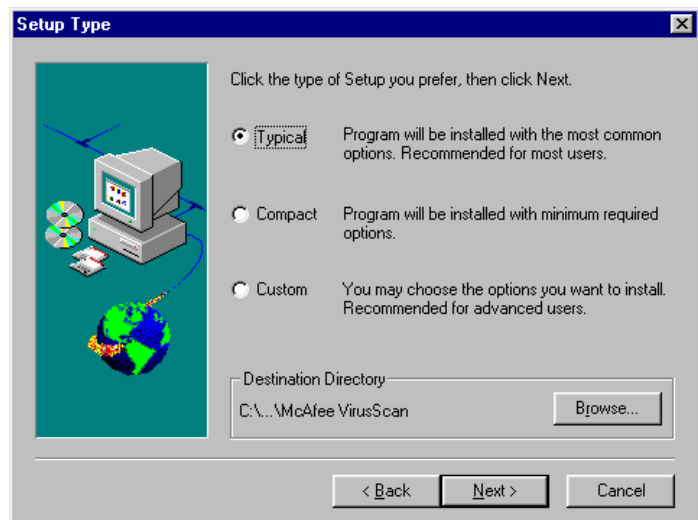 Setup Type
Click the type of Setup you prefer, then click Next.
Typical
Program will be installed with the most common
options. Recommended for most users.
Compact
Program will be installed with minimum required
options.
Custom
You may choose the options you want to install.
Recommended for advanced users.
Destination Directory
C:\...\McAfee VirusScan
Browse...
< Back
Next >
Cancel